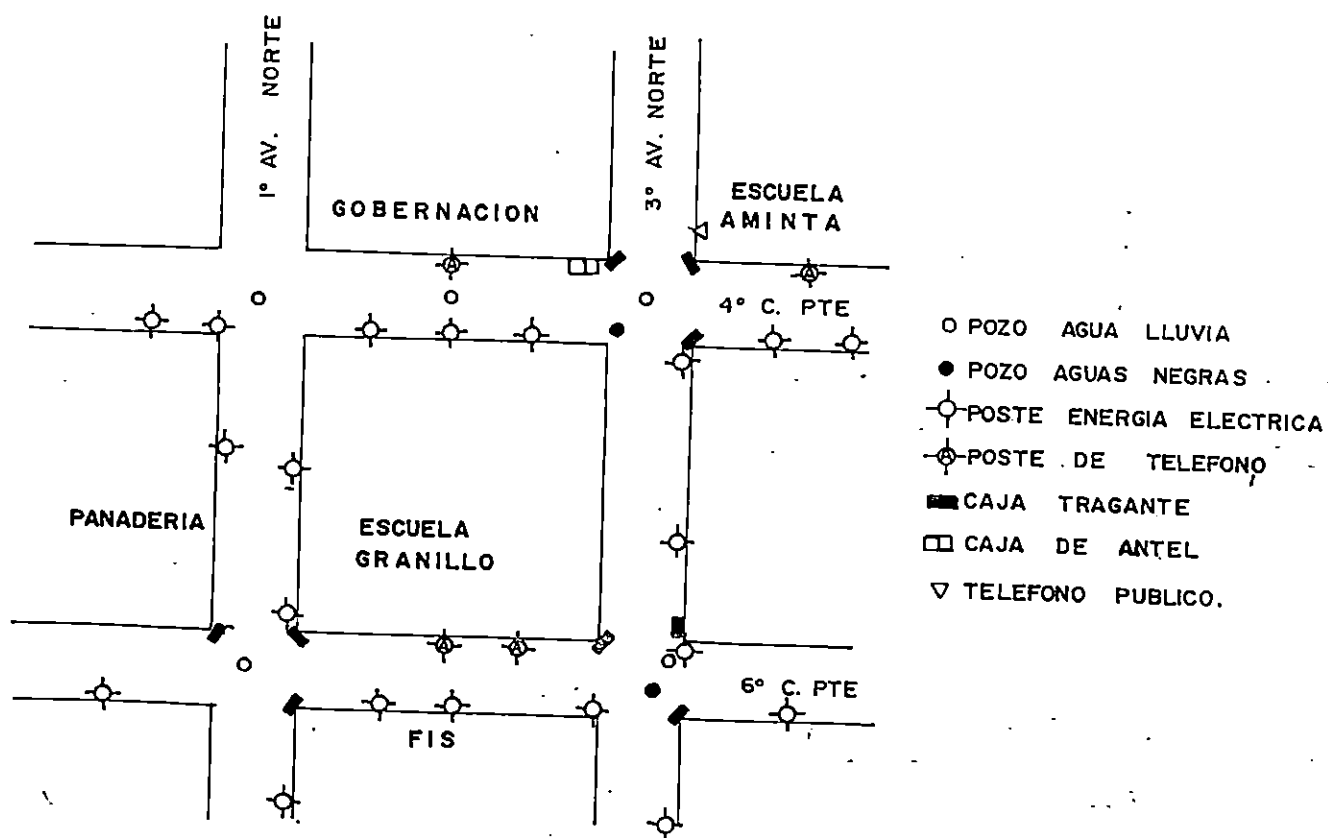 1° AV. NORTE
3° AV. NORTE
GOBERNACION
ESCUELA
AMINTA
4° C. PTE
PANADERIA
ESCUELA
GRANILLO
6° C. PTE
FIS
POZO AGUA LLUVIA
POZO AGUAS NEGRAS
POSTE ENERGIA ELECTRICA
A POSTE DE TELEFONO
CAJA TRAGANTE
CAJA DE ANTEL
TELEFONO PUBLICO.
A
A
A
A